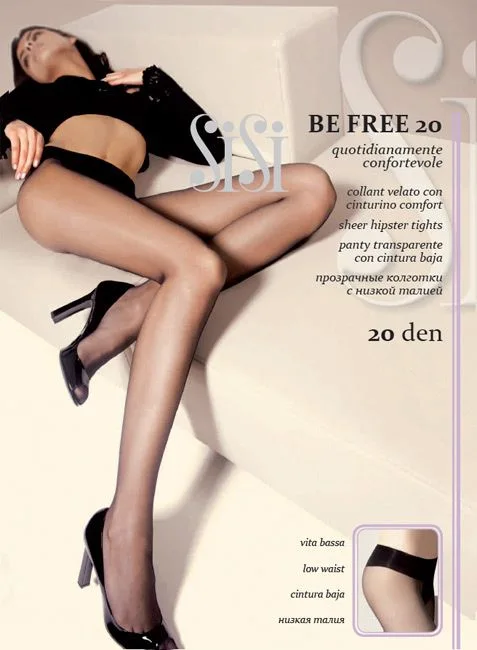 SiSi
BE FREE 20
quotidianamente
confortevole
collant velato con
cinturino comfort
sheer hipster tights
panty transparente
con cintura baja
прозрачные колготки
с низкой талией
20 den
vita bassa
low waist
cintura baja
низкая талия
Si